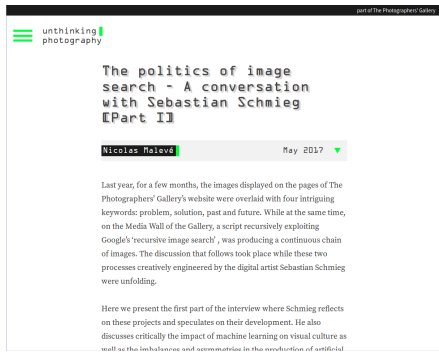 part of The Photographers' Gallery
unthinking
photography
The politics of image
search - A conversation
with Sebastian Schmieg
[Part I]
Nicolas Malevé May 2017
Last year, for a few months, the images displayed on the pages of The
Photographers' Gallery's website were overlaid with four intriguing
keywords: problem, solution, past and future. While at the same time,
on the Media Wall of the Gallery, a script recursively exploiting
Google's 'recursive image search' , was producing a continuous chain
of images. The discussion that follows took place while these two
processes creatively engineered by the digital artist Sebastian Schmieg
were unfolding.
Here we present the first part of the interview where Schmieg reflects
on these projects and speculates on their development. He also
discusses critically the impact of machine learning on visual culture as
well as the imbalances and asymmetries in the production of artificial